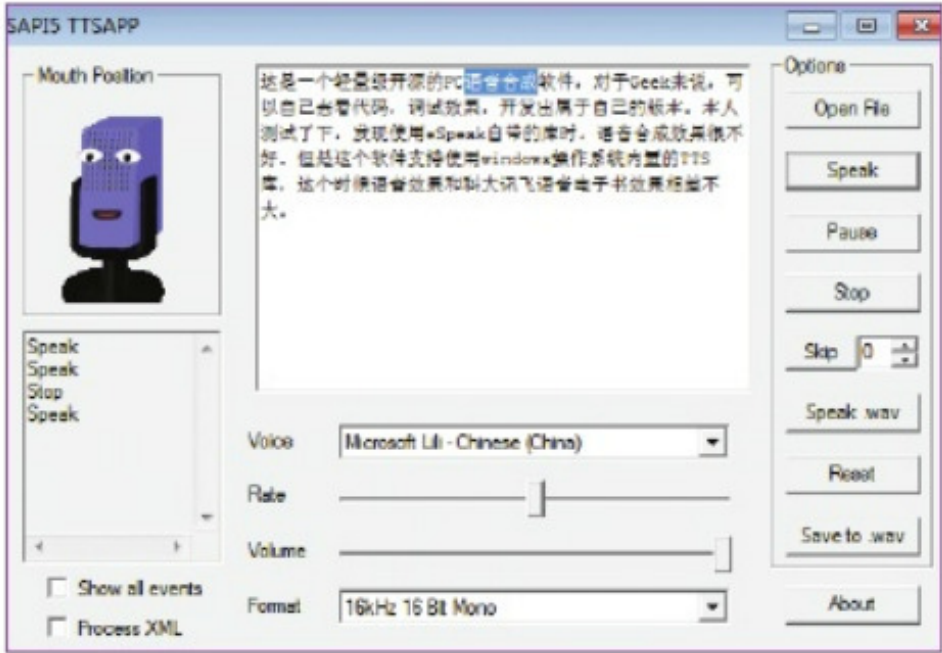 SAPI5 TTSAPP
Mouth Position
这是一个轻量级开源的PC语音合成软件，对于Geek来说，可
以自己去看代码，调试效果，开发出属于自己的版本。本人
测试了下，发现使用eSpeak自带的库时，语音合成效果很不
好，但是这个软件支持使用windows操作系统内置的TTS
库，这个时候语音效果和科大讯飞语音电子书效果相差不
大。
Options
Open File
Speak
Pause
Stop
Skip 0
Speak .wav
Reset
Save to .wav
About
Speak
Speak
Stop
Speak
Show all events
Process XML
Voice Microsoft Lili - Chinese (China)
Rate
Volume
Format 16kHz 16 Bit Mono